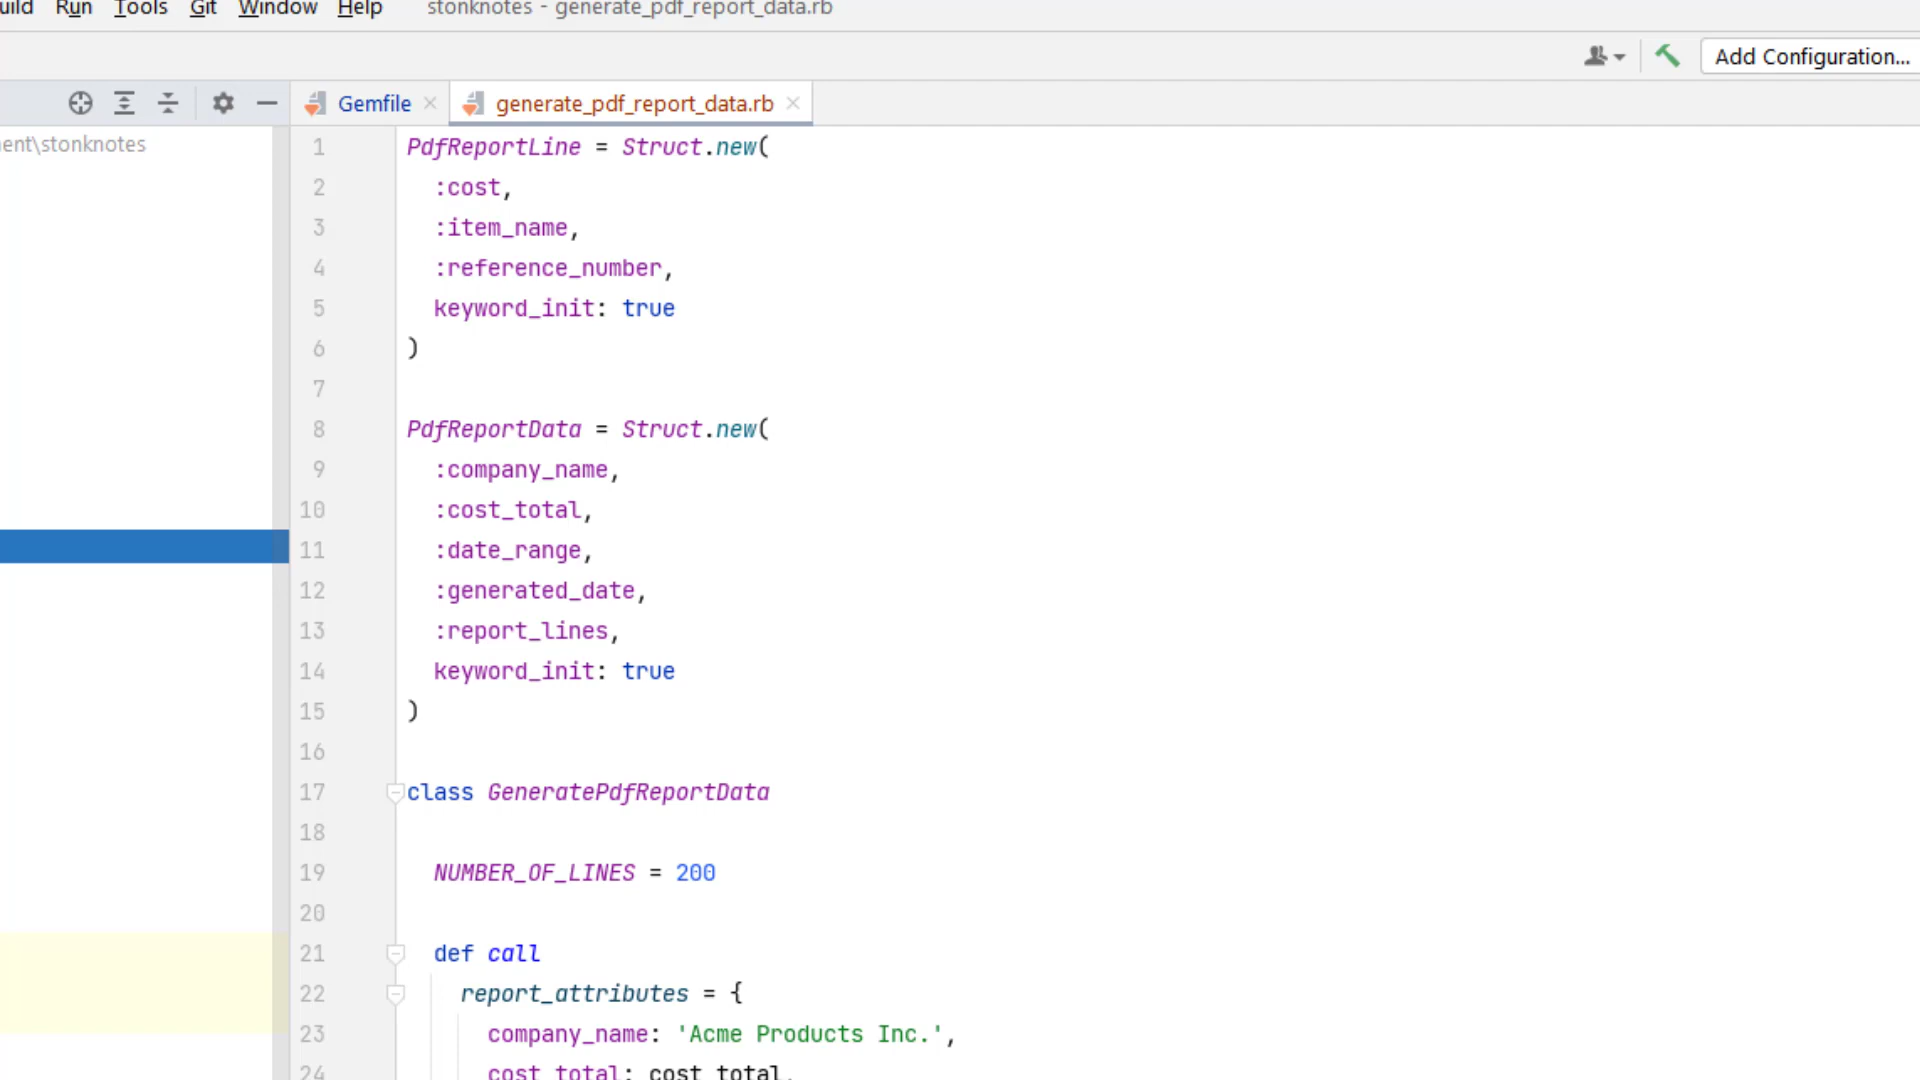 Run Tools Git Window Help stonknotes - generate_pdf_report_data.rb
Add Configuration...
Gemfile generate_pdf_report_data.rb
ent\stonknotes
1 PdfReportLine = Struct.new(
2 :cost,
3 :item_name,
4 :reference_number,
5 keyword_init: true
6 )
7
8 PdfReportData = Struct.new(
9 :company_name,
10 :cost_total,
11 :date_range,
12 :generated_date,
13 :report_lines,
14 keyword_init: true
15 )
16
17 class GeneratePdfReportData
18
19 NUMBER_OF_LINES = 200
20
21 def call
22 report_attributes = {
23 company_name: 'Acme Products Inc.',
24 cost_total: cost_total,